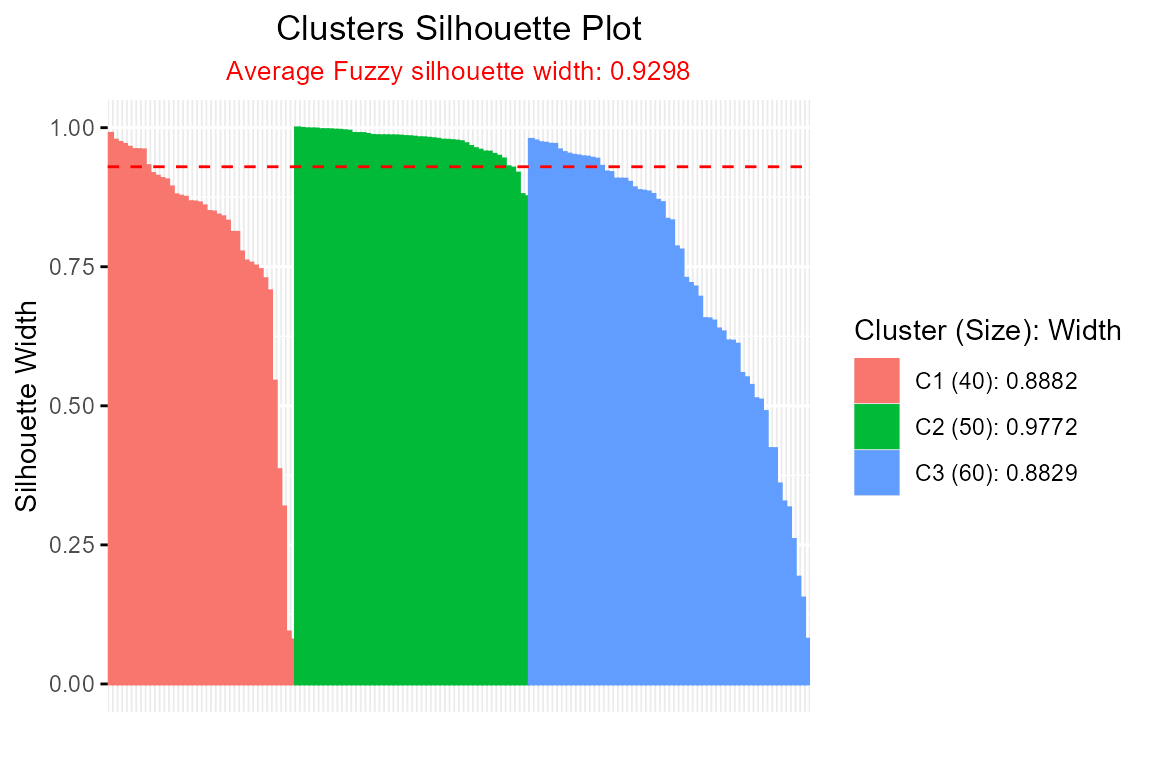 Clusters Silhouette Plot
Average Fuzzy silhouette width: 0.9298
Silhouette Width
1.00
0.75
0.50
0.25
0.00
Cluster (Size): Width
C1 (40): 0.8882
C2 (50): 0.9772
C3 (60): 0.8829